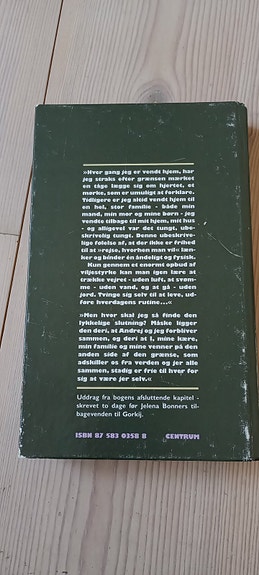 »Hver gang jeg er vendt hjem, har
jeg straks efter grænsen mærket
en tåge lægge sig om hjertet, et
mørke, som er umuligt at forklare.
Tidligere er jeg altid vendt hjem til
en hel, stor familie - både min
mand, min mor og mine børn - jeg
vendte tilbage til mit hjem, mit hus
- og alligevel var det tungt, ube-
skrivelig tungt. Denne ubeskrive-
lige følelse af, at der ikke er frihed
til at »rejse, hvorhen man vil« læn-
ker og binder én åndeligt og fysisk.
Kun gennem et enormt opbud af
viljestyrke kan man igen lære at
trække vejret - uden luft, at svøm-
me - uden vand, og at gå - uden
jord. Tvinge sig selv til at leve, ud-
føre hverdagens rutine...«
»Men hvor skal jeg så finde den
lykkelige slutning? Måske ligger
den deri, at Andrej og jeg forbliver
sammen, og deri at I, mine kære,
min familie og mine venner på den
anden side af den grænse, som
adskiller os fra verden og jer alle
sammen, stadig er frie til hver for
sig at være jer selv.«
Uddrag fra bogens afsluttende kapitel -
skrevet to dage før Jelena Bonners til-
bagevenden til Gorkij.
ISBN 87 583 0358 8 CENTRUM